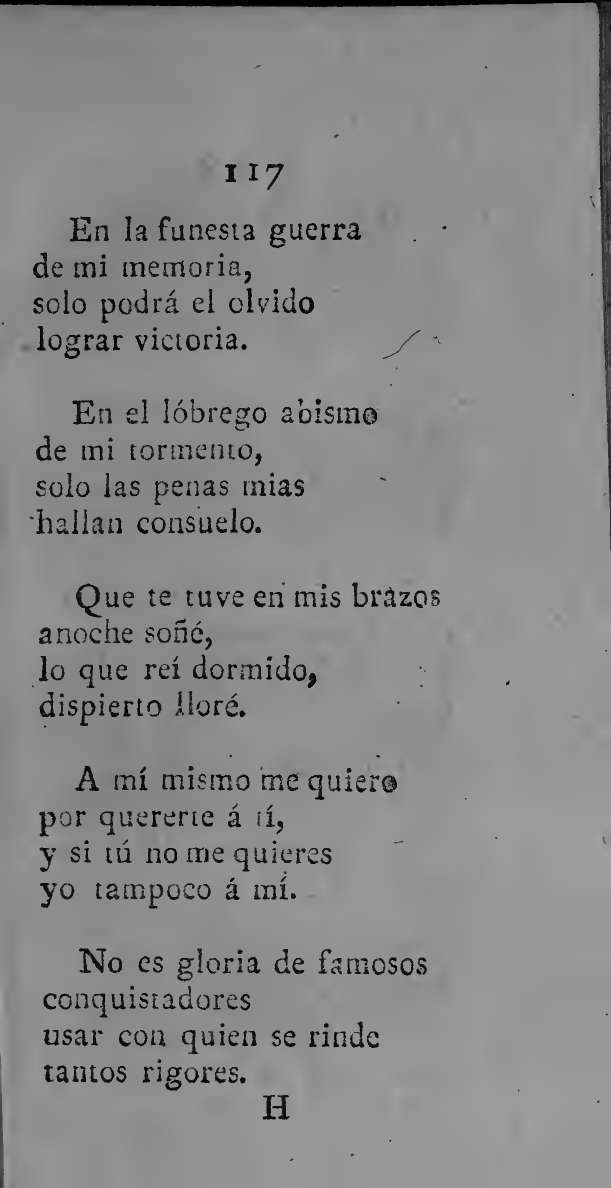 117
En la funesta guerra
de mi memoria,
solo podrá el olvido
lograr victoria.
En el lóbrego abismo
de mi tormento,
solo las penas mias
hallan consuelo.
Que te tuve en mis brazos
anoche soñé,
lo que reí dormido,
dispierto lloré.
A mí mismo me quiero
por quererte á tí,
y si tú no me quieres
yo tampoco á mí.
No es gloria de famosos
conquistadores
usar con quien se rinde
tantos rigores.
H